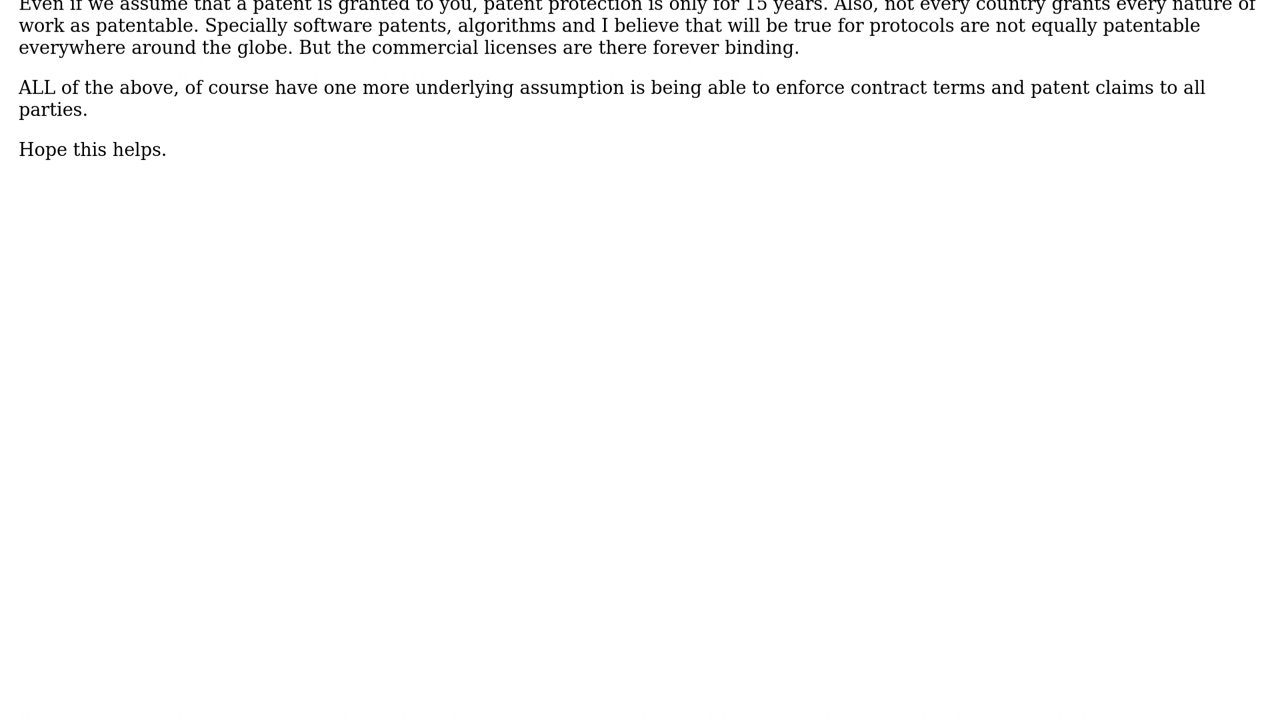 Even if we assume that a patent is granted to you, patent protection is only for 15 years. Also, not every country grants every nature of
work as patentable. Specially software patents, algorithms and I believe that will be true for protocols are not equally patentable
everywhere around the globe. But the commercial licenses are there forever binding.
ALL of the above, of course have one more underlying assumption is being able to enforce contract terms and patent claims to all
parties.
Hope this helps.